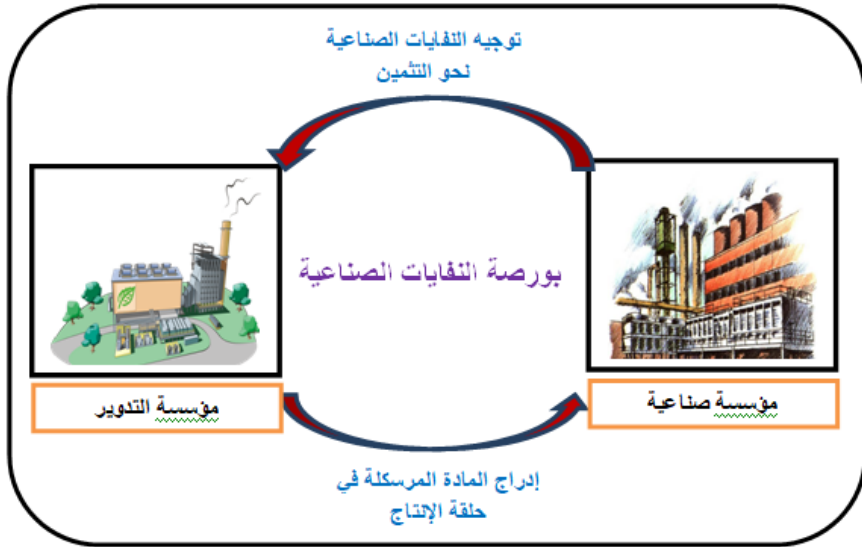 توجيه النفايات الصناعية
نحو التثمين
بورصة النفايات الصناعية
مؤسسة صناعية
مؤسسة التدوير
إدراج المادة المرسكلة في
حلقة الإنتاج